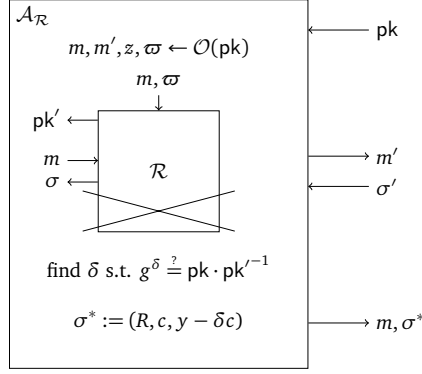 𝒜_ℛ
m, m′, z, ϖ ← 𝒪(pk)
m, ϖ
pk
pk′
m
σ
ℛ
m′
σ′
find δ s.t. g^δ ≟ pk · pk′⁻¹
σ* := (R, c, y − δc)
m, σ*